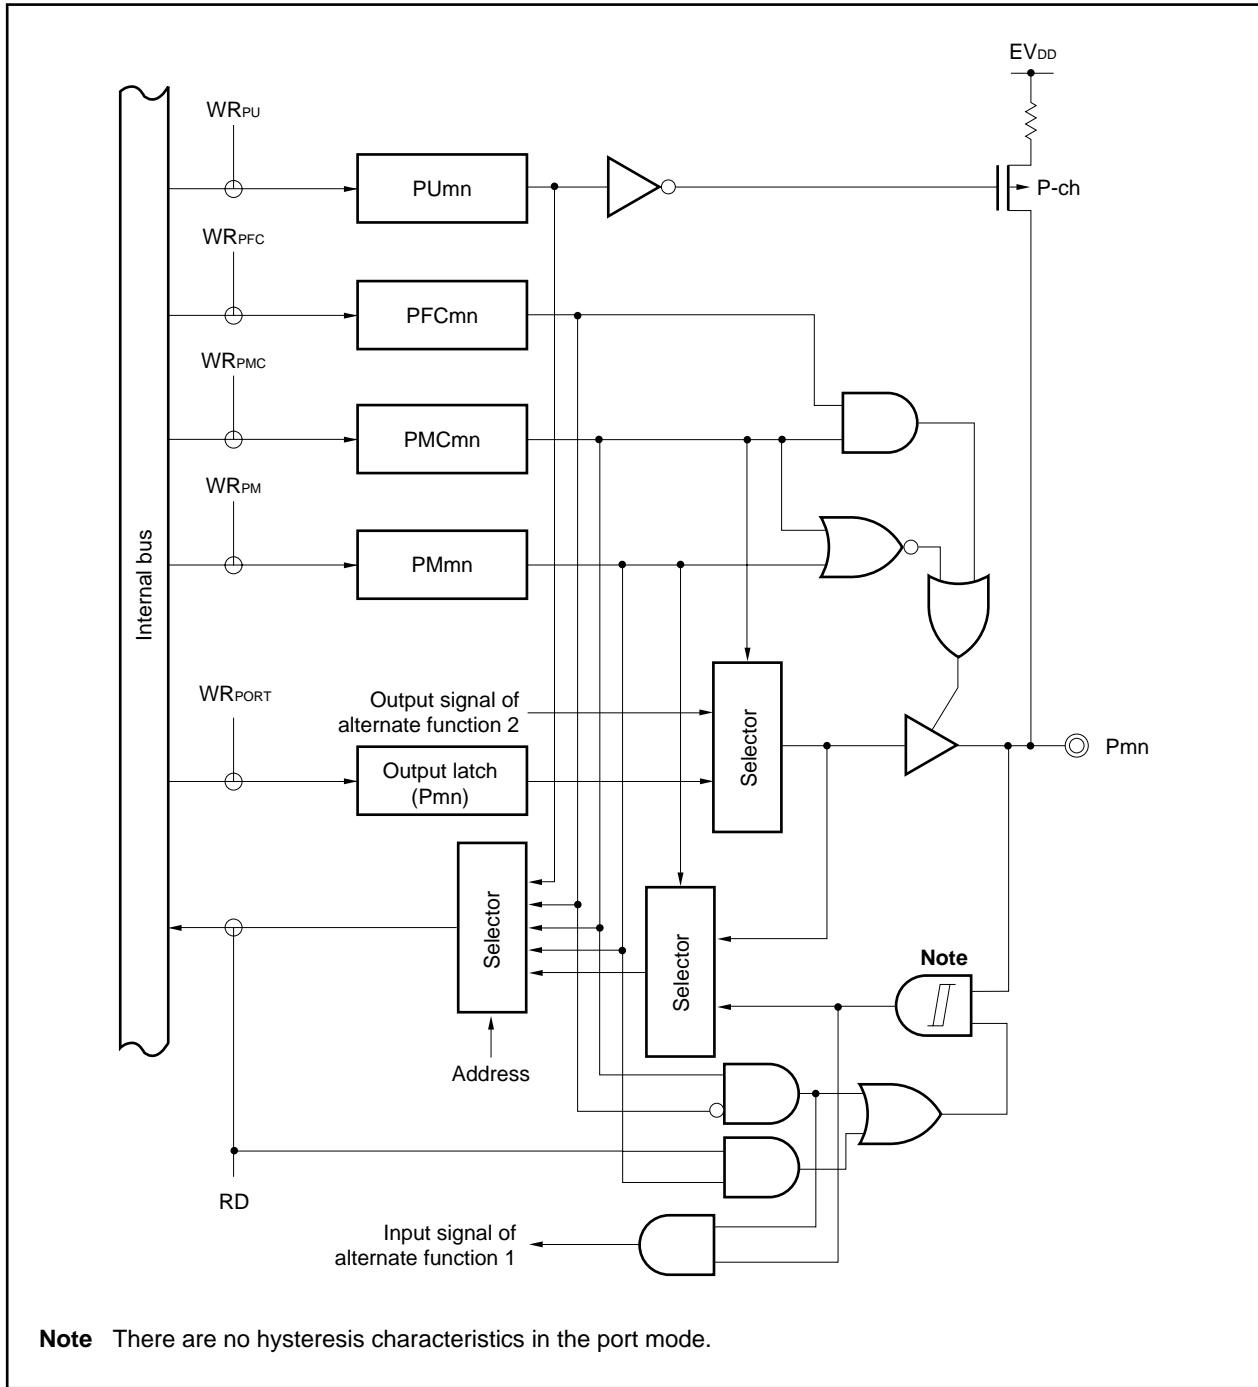 EVDD
WRPU
PUmn
P-ch
WRPFC
PFCmn
WRPMC
PMCmn
WRPM
PMmn
Internal bus
WRPORT
Output signal of
alternate function 2
Selector
Pmn
Output latch
(Pmn)
Selector
Selector
Note
Address
RD
Input signal of
alternate function 1
Note There are no hysteresis characteristics in the port mode.